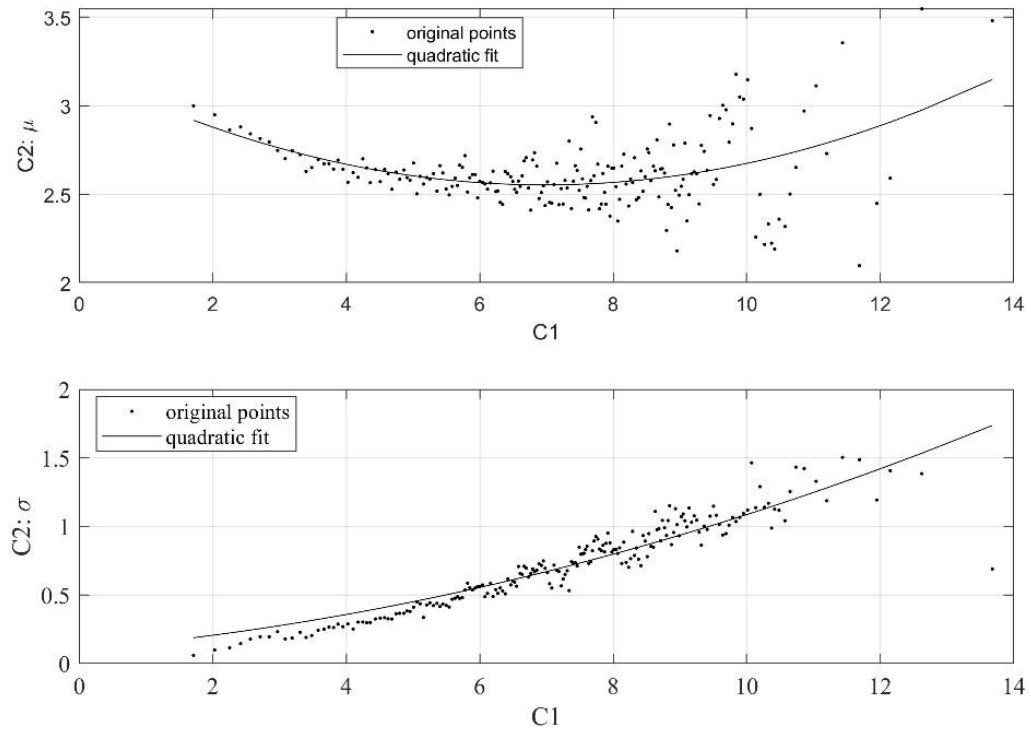 3.5
3
2.5
2
C2: μ
original points
quadratic fit
0 2 4 6 8 10 12 14
C1
2
1.5
1
0.5
0
C2: σ
original points
quadratic fit
0 2 4 6 8 10 12 14
C1